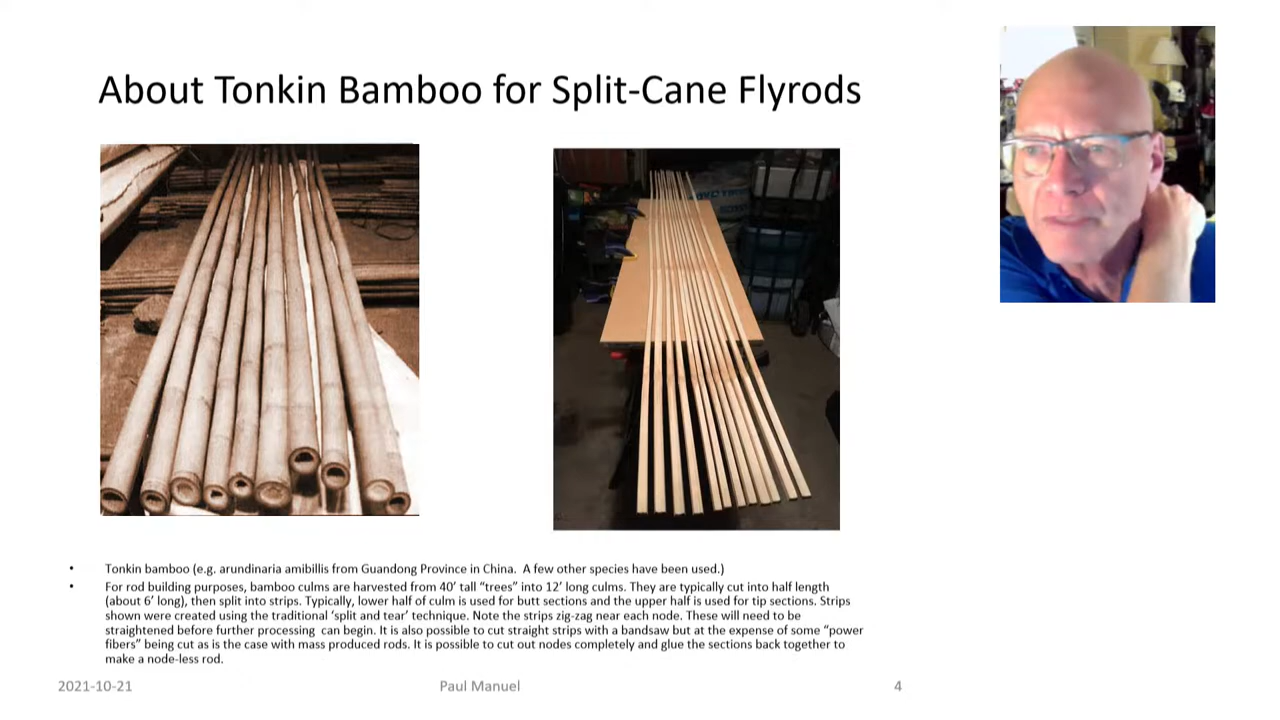 About Tonkin Bamboo for Split-Cane Flyrods
• Tonkin bamboo (e.g. arundinaria amibillis from Guandong Province in China. A few other species have been used.)
• For rod building purposes, bamboo culms are harvested from 40’ tall “trees” into 12’ long culms. They are typically cut into half length
(about 6’ long), then split into strips. Typically, lower half of culm is used for butt sections and the upper half is used for tip sections. Strips
shown were created using the traditional ‘split and tear’ technique. Note the strips zig-zag near each node. These will need to be
straightened before further processing can begin. It is also possible to cut straight strips with a bandsaw but at the expense of some “power
fibers” being cut as is the case with mass produced rods. It is possible to cut out nodes completely and glue the sections back together to
make a node-less rod.
2021-10-21
Paul Manuel
4